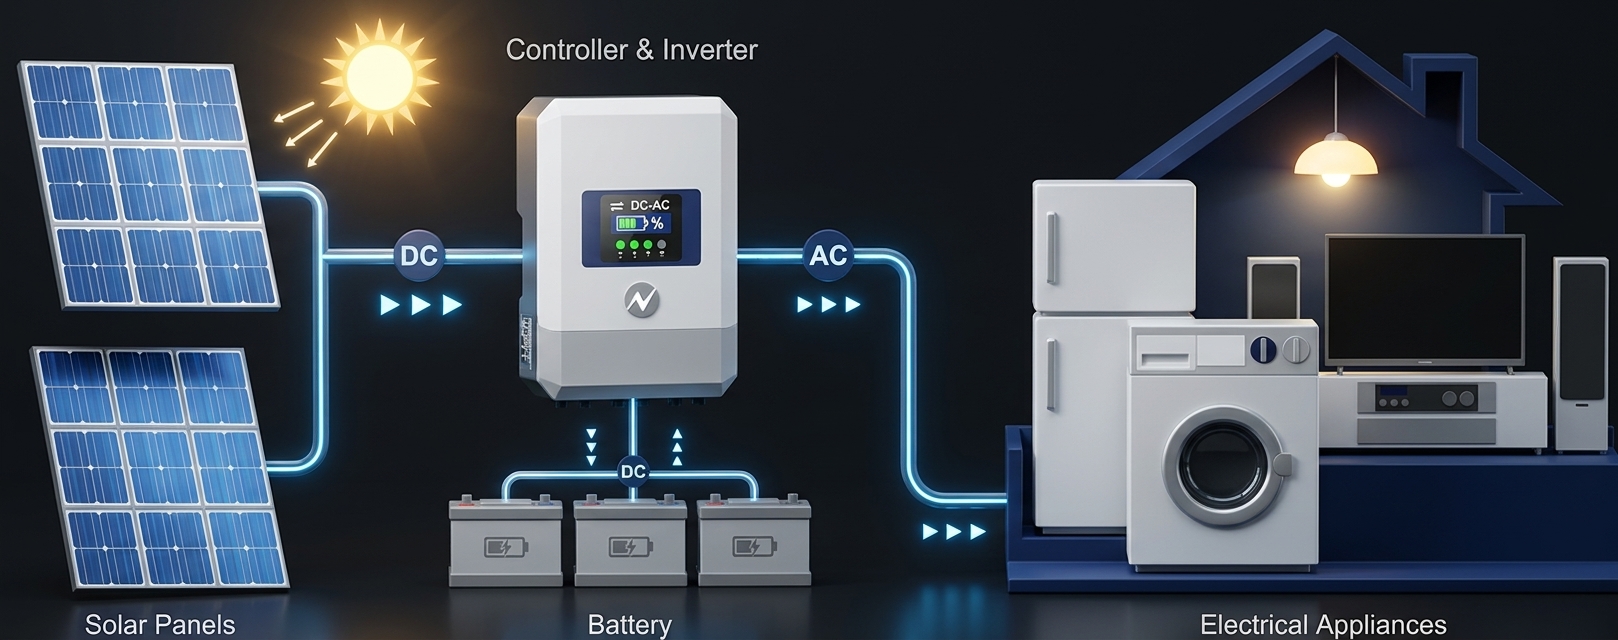 Controller & Inverter
DC-AC
%
DC
AC
DC
Solar Panels
Battery
Electrical Appliances